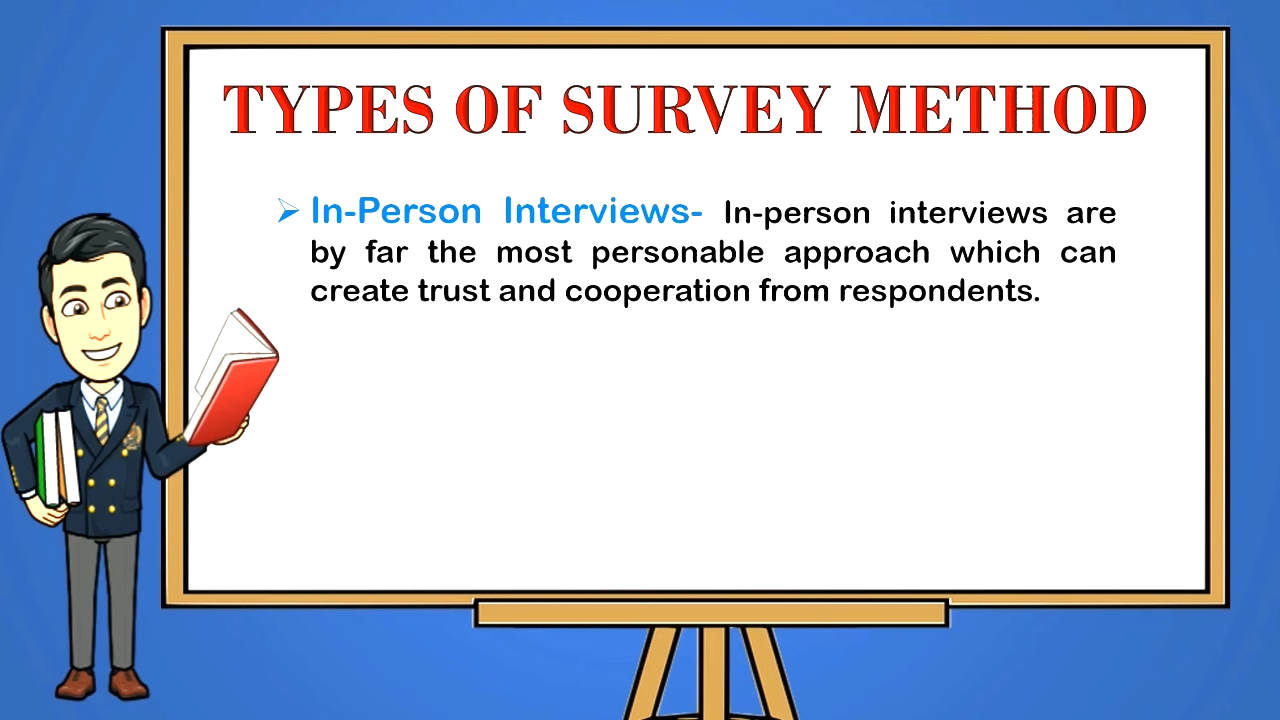 TYPES OF SURVEY METHOD
➢ In-Person Interviews- In-person interviews are
by far the most personable approach which can
create trust and cooperation from respondents.